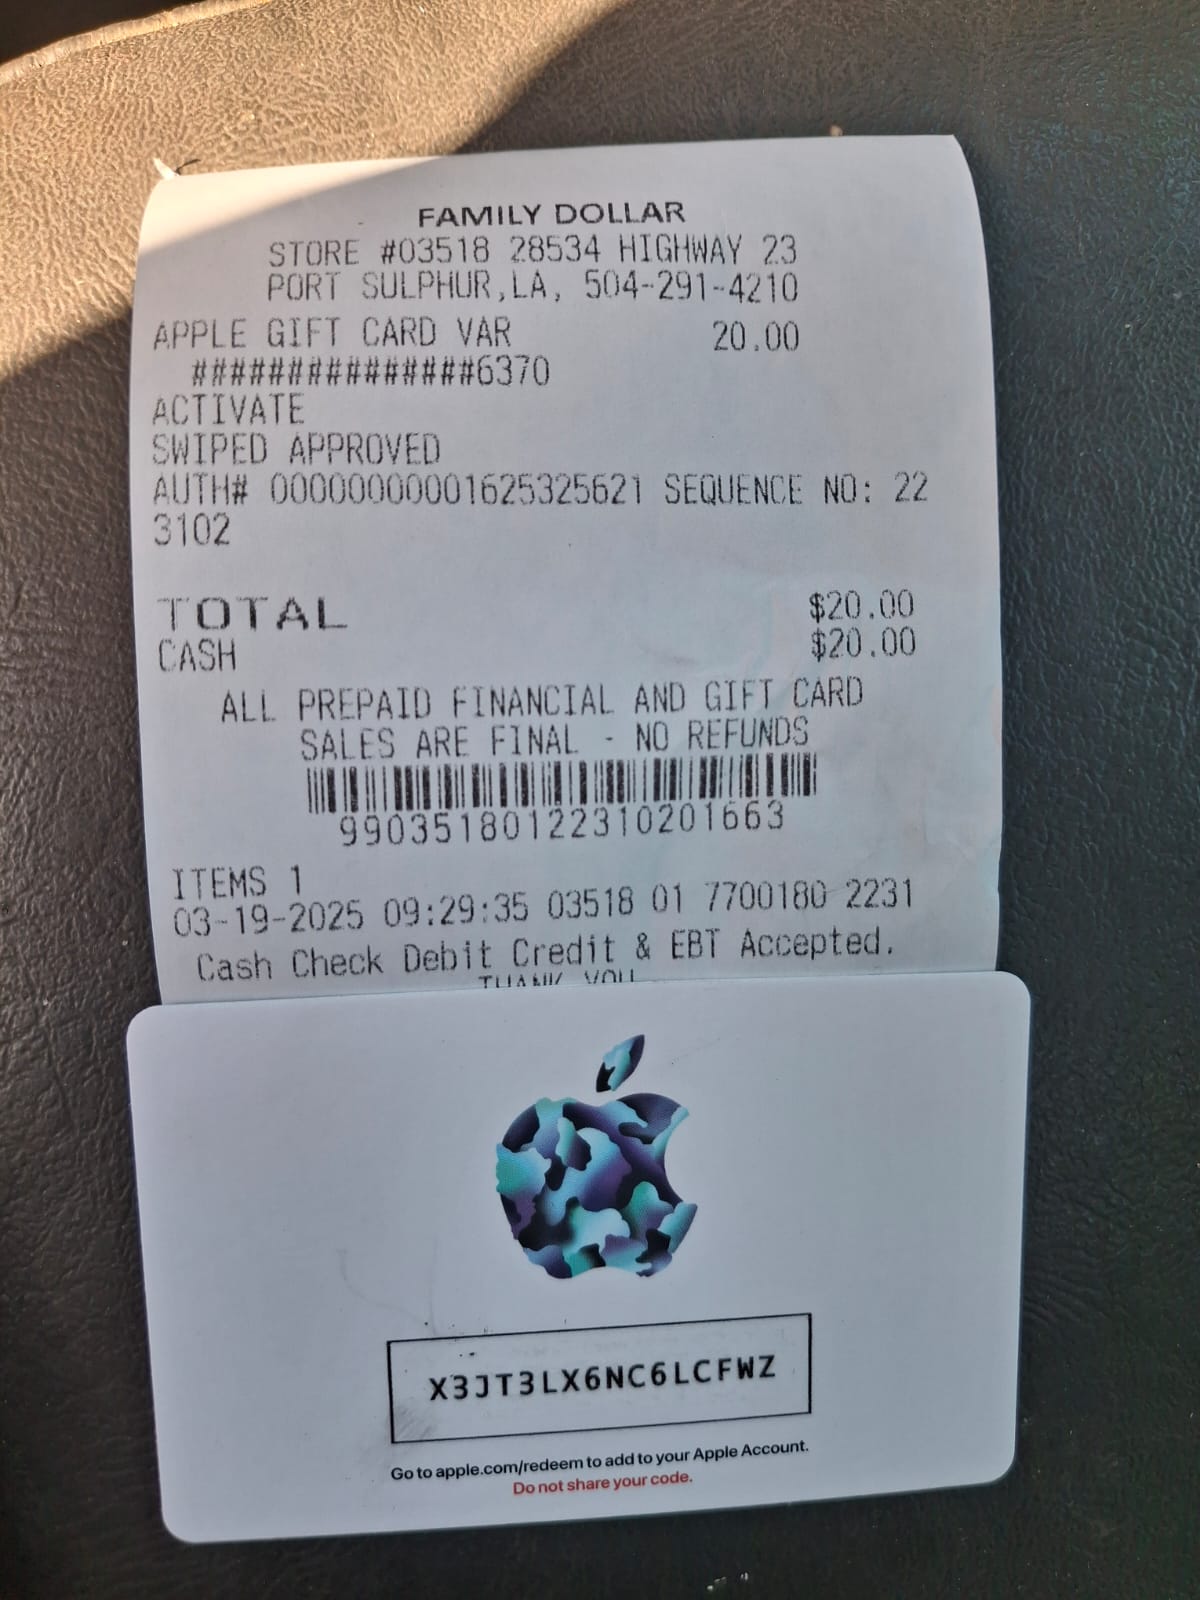 FAMILY DOLLAR
STORE #03518 28534 HIGHWAY 23
PORT SULPHUR,LA, 504-291-4210
APPLE GIFT CARD VAR 20.00
###############6370
ACTIVATE
SWIPED APPROVED
AUTH# 00000000001625325621 SEQUENCE NO: 22
3102
TOTAL $20.00
CASH $20.00
ALL PREPAID FINANCIAL AND GIFT CARD
SALES ARE FINAL - NO REFUNDS
99035180122310201663
ITEMS 1
03-19-2025 09:29:35 03518 01 7700180 2231
Cash Check Debit Credit & EBT Accepted.
THANK YOU
X3JT3LX6NC6LCFWZ
Go to apple.com/redeem to add to your Apple Account.
Do not share your code.